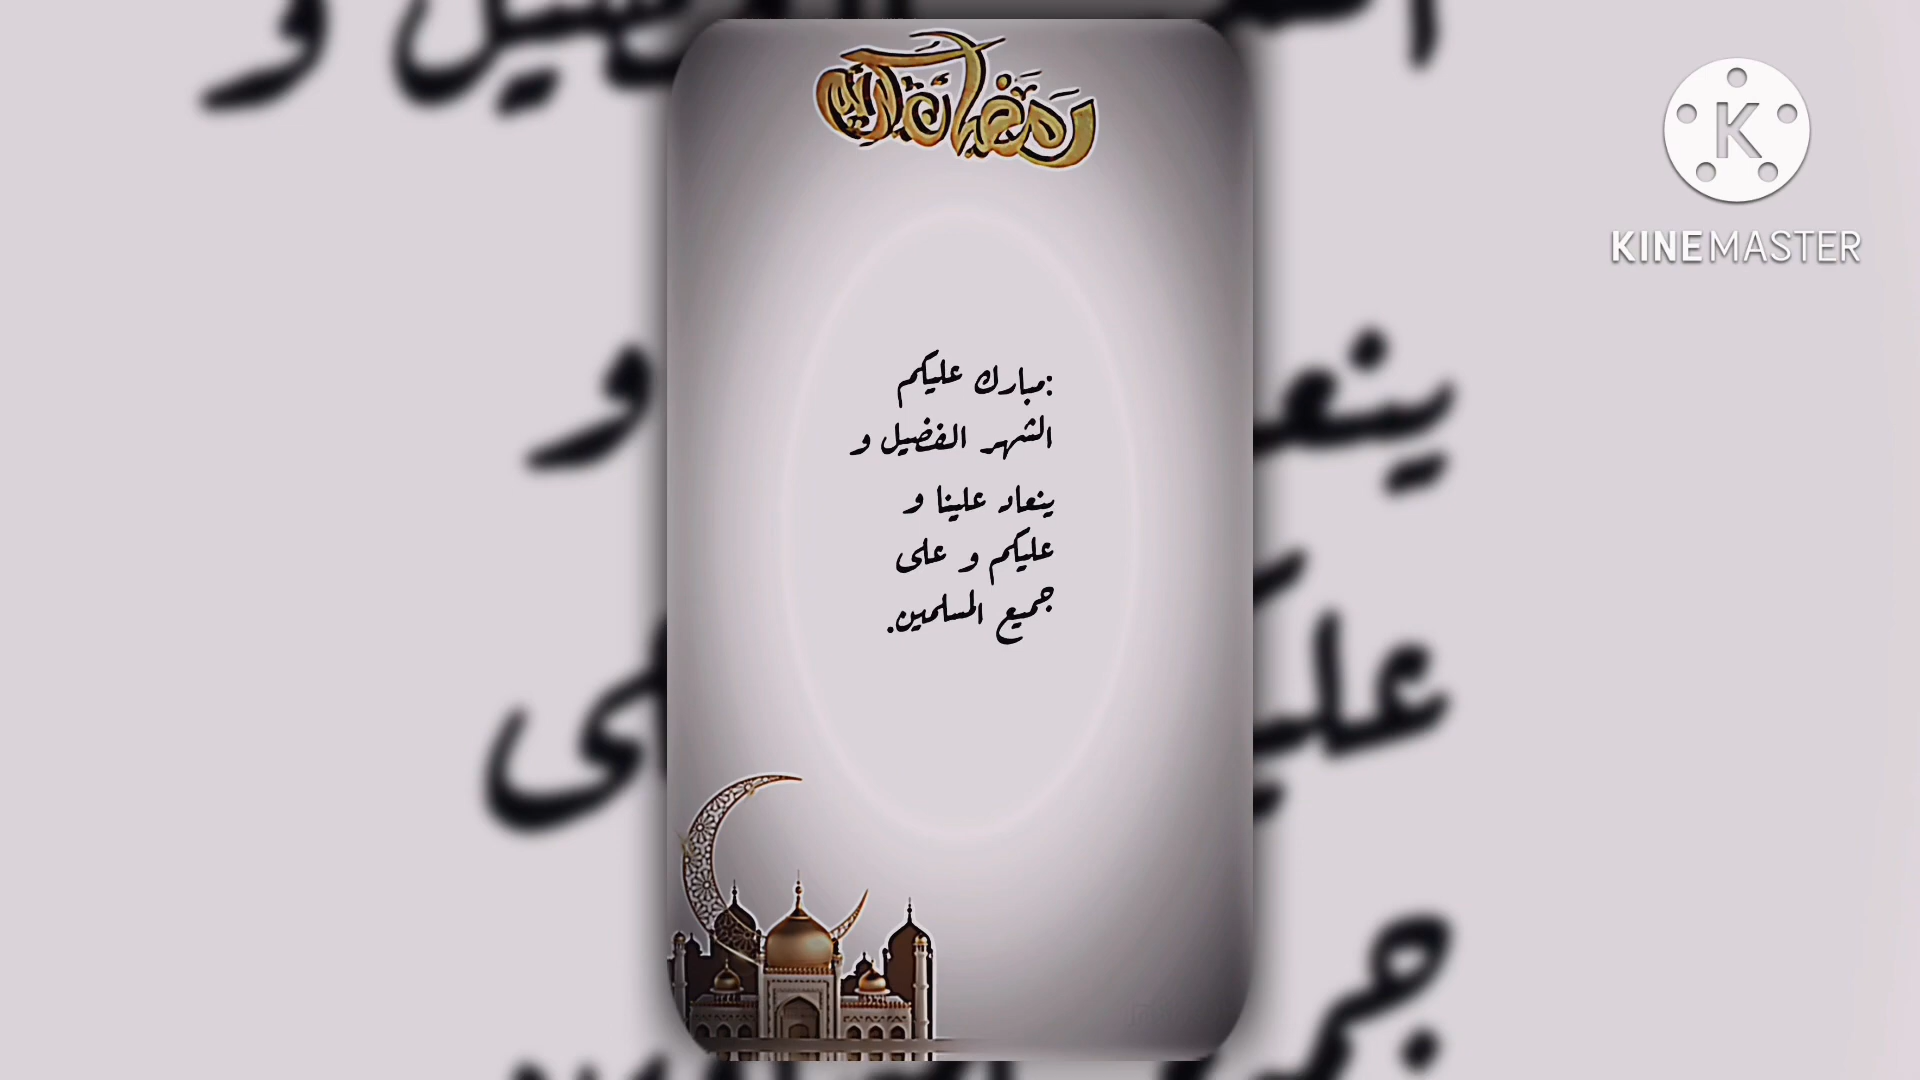 رمضان كريم
KINEMASTER
مبارك عليكم:
الشهر الفضيل و
ينعاد علينا و
عليكم و على
جميع المسلمين.